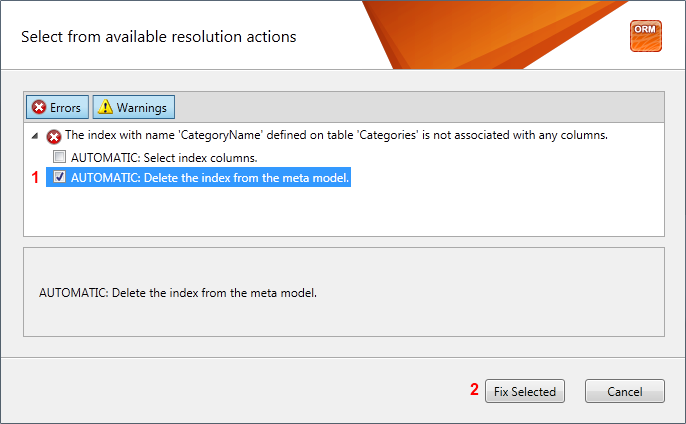 Select from available resolution actions
ORM
Errors Warnings
The index with name 'CategoryName' defined on table 'Categories' is not associated with any columns.
AUTOMATIC: Select index columns.
1 AUTOMATIC: Delete the index from the meta model.
AUTOMATIC: Delete the index from the meta model.
2 Fix Selected Cancel